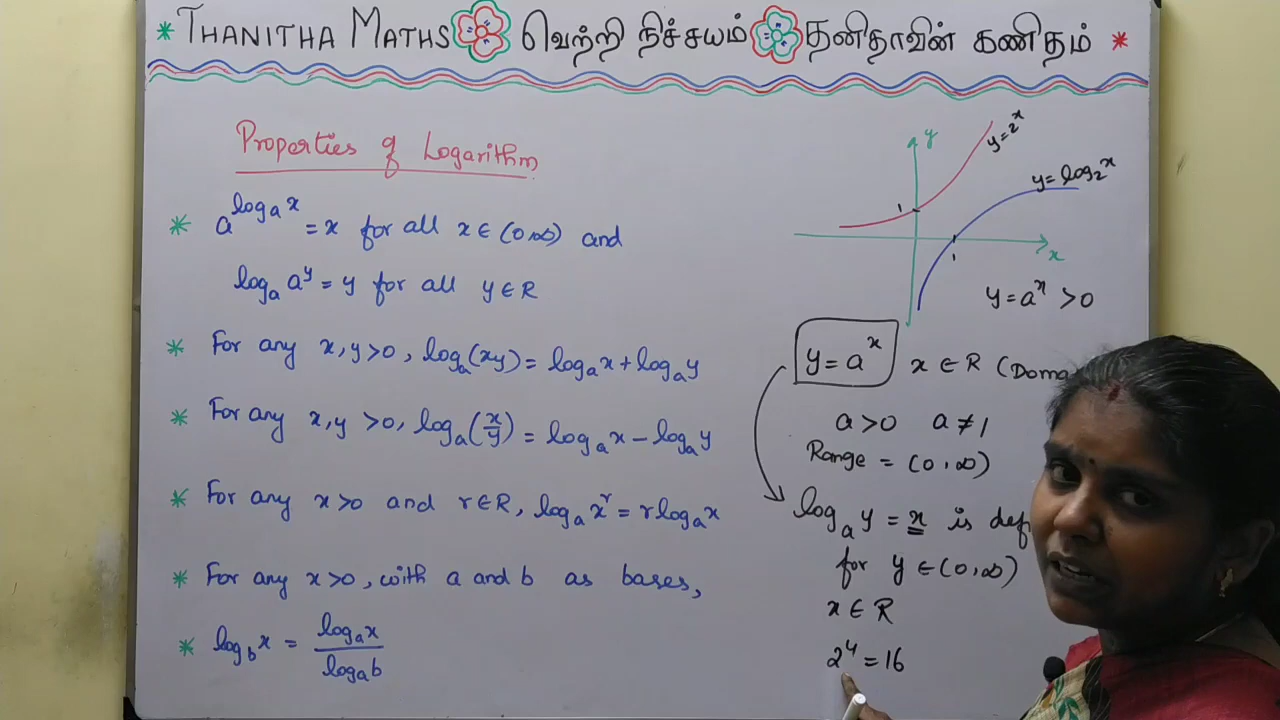 * THANITHA MATHS வெற்றி நிச்சயம் தனிதாவின் கணிதம் *
Properties of Logarithm
* a^{log_a x} = x for all x ∈ (0,∞) and
log_a a^y = y for all y ∈ R
* For any x, y > 0, log_a(xy) = log_a x + log_a y
* For any x, y > 0, log_a(x/y) = log_a x - log_a y
* For any x > 0 and r ∈ R, log_a x^r = r log_a x
* For any x > 0, with a and b as bases,
* log_b x = log_a x / log_a b
y
y = 2^x
y = log_2 x
1
1
x
y = a^x > 0
y = a^x x ∈ R (Doma
a > 0 a ≠ 1
Range = (0, ∞)
log_a y = x is def
for y ∈ (0, ∞)
x ∈ R
2^4 = 16